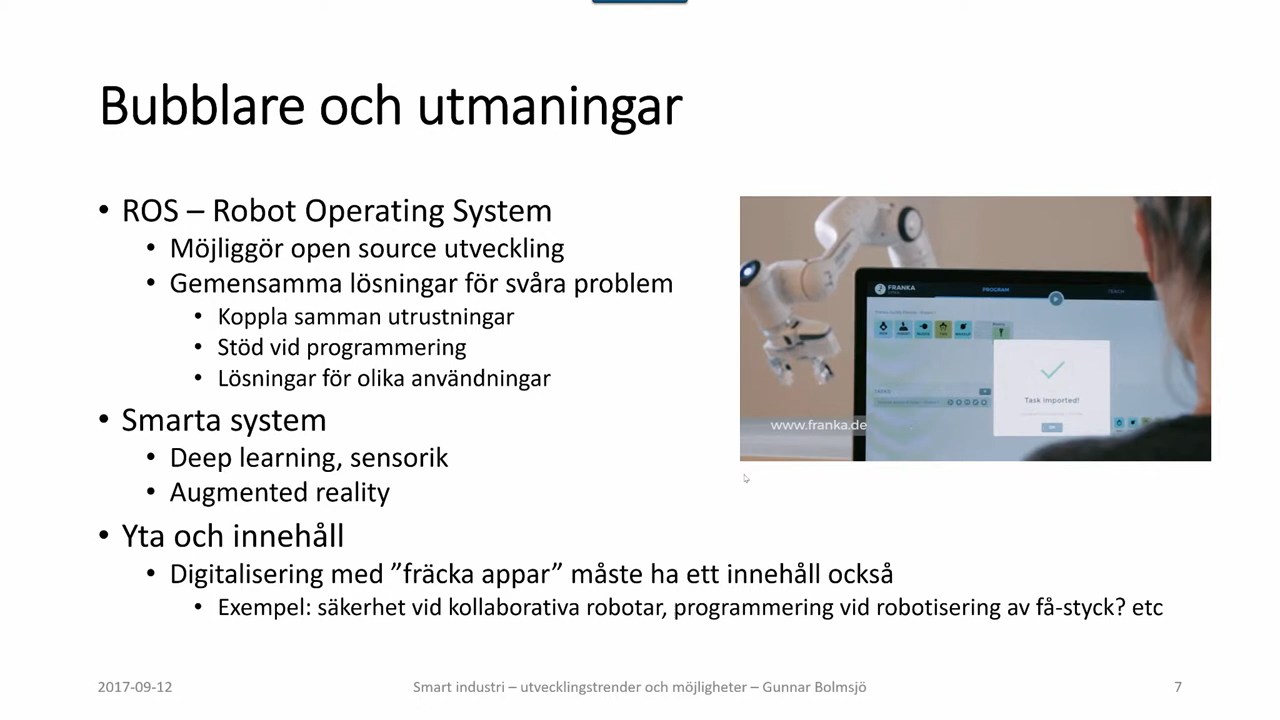 Bubblare och utmaningar
• ROS – Robot Operating System
• Möjliggör open source utveckling
• Gemensamma lösningar för svåra problem
• Koppla samman utrustningar
• Stöd vid programmering
• Lösningar för olika användningar
• Smarta system
• Deep learning, sensorik
• Augmented reality
• Yta och innehåll
• Digitalisering med ”fräcka appar” måste ha ett innehåll också
• Exempel: säkerhet vid kollaborativa robotar, programmering vid robotisering av få-styck? etc
FRANKA
PROGRAM
TEACH
TASKS
Task imported!
OK
www.franka.de
2017-09-12
Smart industri – utvecklingstrender och möjligheter – Gunnar Bolmsjö
7